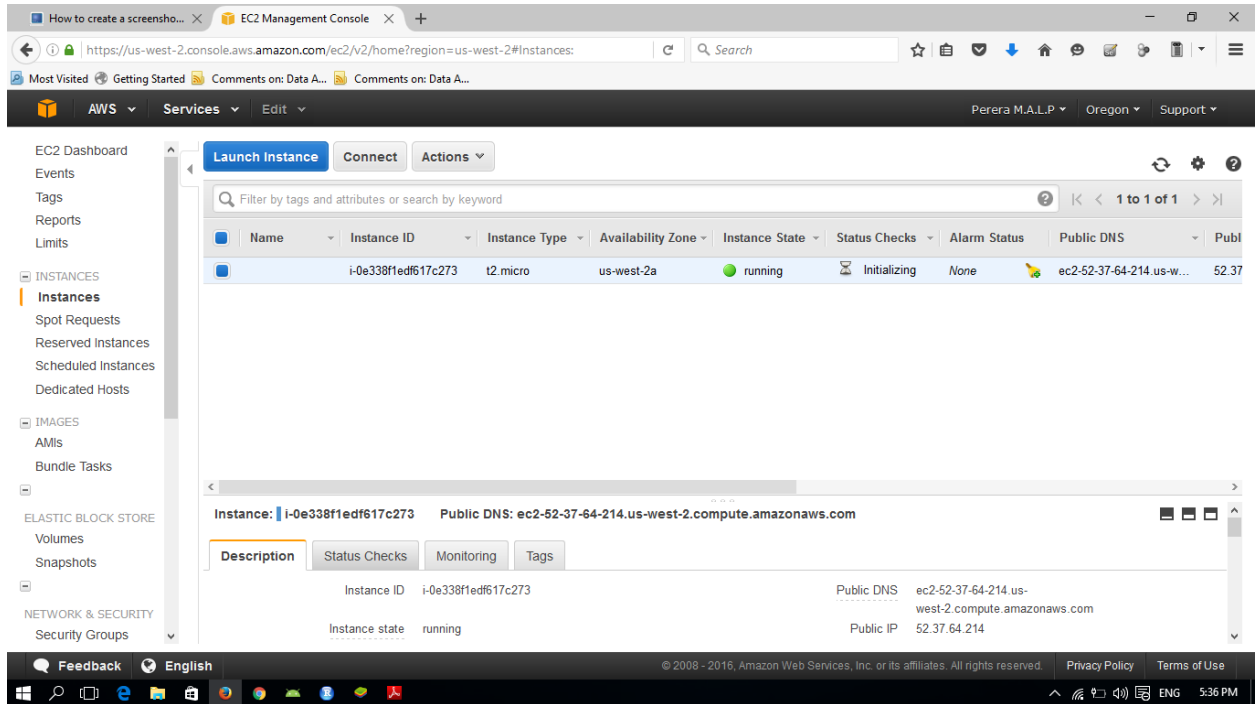 How to create a screensho...
EC2 Management Console
https://us-west-2.console.aws.amazon.com/ec2/v2/home?region=us-west-2#Instances:
Search
Most Visited
Getting Started
Comments on: Data A...
Comments on: Data A...
AWS
Services
Edit
Perera M.A.L.P
Oregon
Support
EC2 Dashboard
Events
Tags
Reports
Limits
INSTANCES
Instances
Spot Requests
Reserved Instances
Scheduled Instances
Dedicated Hosts
IMAGES
AMIs
Bundle Tasks
ELASTIC BLOCK STORE
Volumes
Snapshots
NETWORK & SECURITY
Security Groups
Launch Instance
Connect
Actions
Filter by tags and attributes or search by keyword
1 to 1 of 1
Name
Instance ID
Instance Type
Availability Zone
Instance State
Status Checks
Alarm Status
Public DNS
Publ
i-0e338f1edf617c273
t2.micro
us-west-2a
running
Initializing
None
ec2-52-37-64-214.us-w...
52.37
Instance: i-0e338f1edf617c273 Public DNS: ec2-52-37-64-214.us-west-2.compute.amazonaws.com
Description
Status Checks
Monitoring
Tags
Instance ID i-0e338f1edf617c273
Public DNS ec2-52-37-64-214.us-
west-2.compute.amazonaws.com
Instance state running
Public IP 52.37.64.214
Feedback
English
© 2008 - 2016, Amazon Web Services, Inc. or its affiliates. All rights reserved.
Privacy Policy
Terms of Use
ENG
5:36 PM